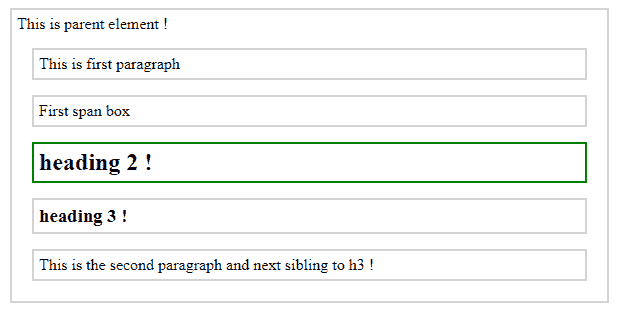 This is parent element !
This is first paragraph
First span box
heading 2 !
heading 3 !
This is the second paragraph and next sibling to h3 !